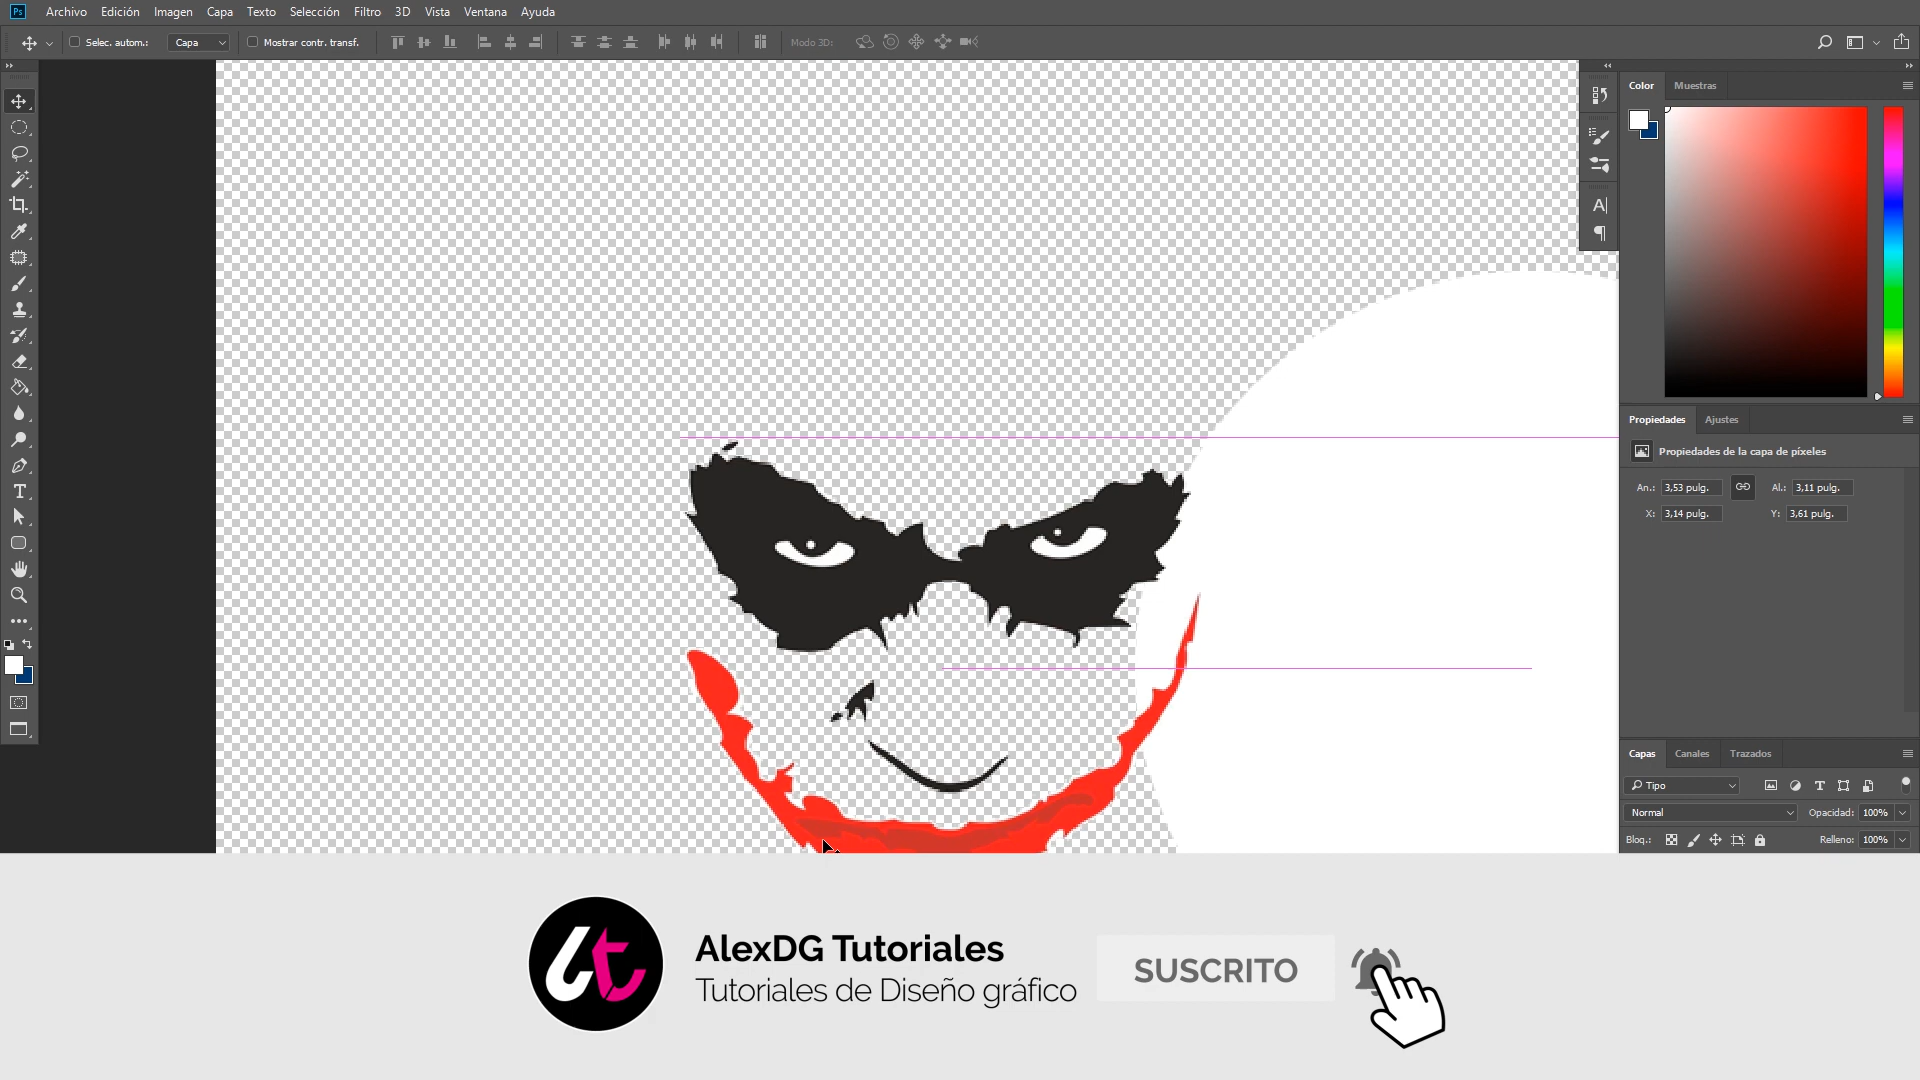 Ps Archivo Edición Imagen Capa Texto Selección Filtro 3D Vista Ventana Ayuda
Selec. autom.: Capa Mostrar contr. transf. Modo 3D:
Color Muestras
Propiedades Ajustes
Propiedades de la capa de píxeles
An.: 3,53 pulg. Al.: 3,11 pulg.
X: 3,14 pulg. Y: 3,61 pulg.
Capas Canales Trazados
Tipo
Normal Opacidad: 100%
Bloq.: Relleno: 100%
AlexDG Tutoriales
Tutoriales de Diseño gráfico
SUSCRITO